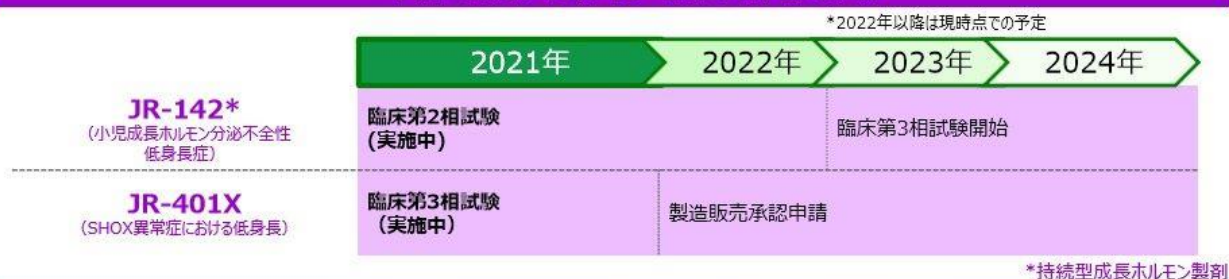 *2022年以降は現時点での予定
2021年
2022年
2023年
2024年
JR-142*
(小児成長ホルモン分泌不全性
低身長症)
臨床第2相試験
(実施中)
臨床第3相試験開始
JR-401X
(SHOX異常症における低身長)
臨床第3相試験
(実施中)
製造販売承認申請
*持続型成長ホルモン製剤